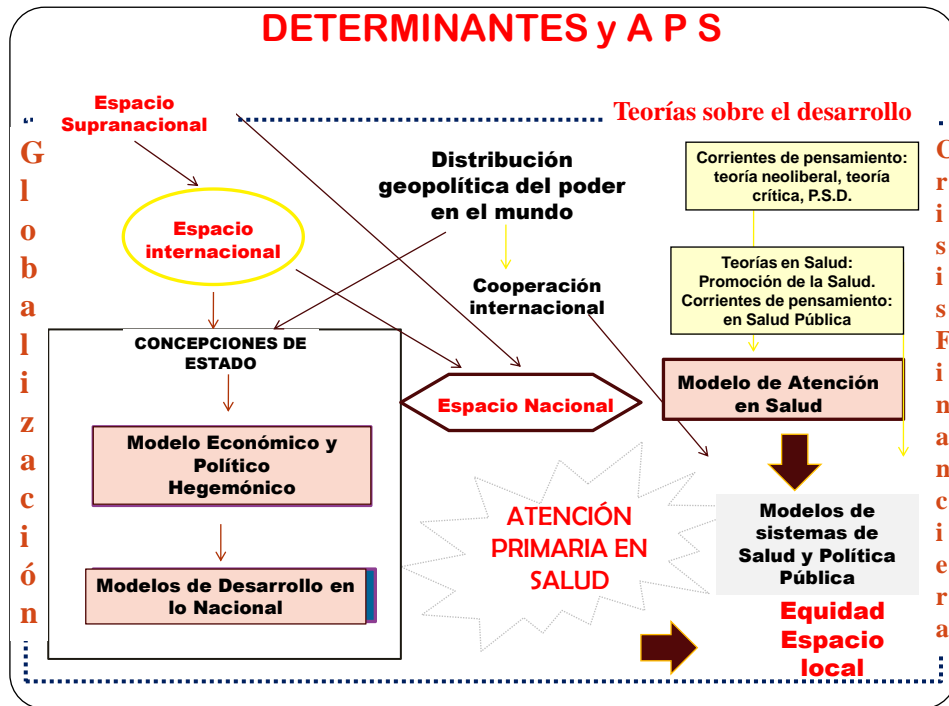 DETERMINANTES y A P S
Espacio
Supranacional
Teorías sobre el desarrollo
Globalización
Distribución
geopolítica del poder
en el mundo
Corrientes de pensamiento:
teoría neoliberal, teoría
crítica, P.S.D.
Crisis Financiera
Espacio
internacional
Cooperación
internacional
Teorías en Salud:
Promoción de la Salud.
Corrientes de pensamiento:
en Salud Pública
CONCEPCIONES DE
ESTADO
Espacio Nacional
Modelo de Atención
en Salud
Modelo Económico y
Político
Hegemónico
ATENCIÓN
PRIMARIA EN
SALUD
Modelos de
sistemas de
Salud y Política
Pública
Modelos de Desarrollo en
lo Nacional
Equidad
Espacio
local